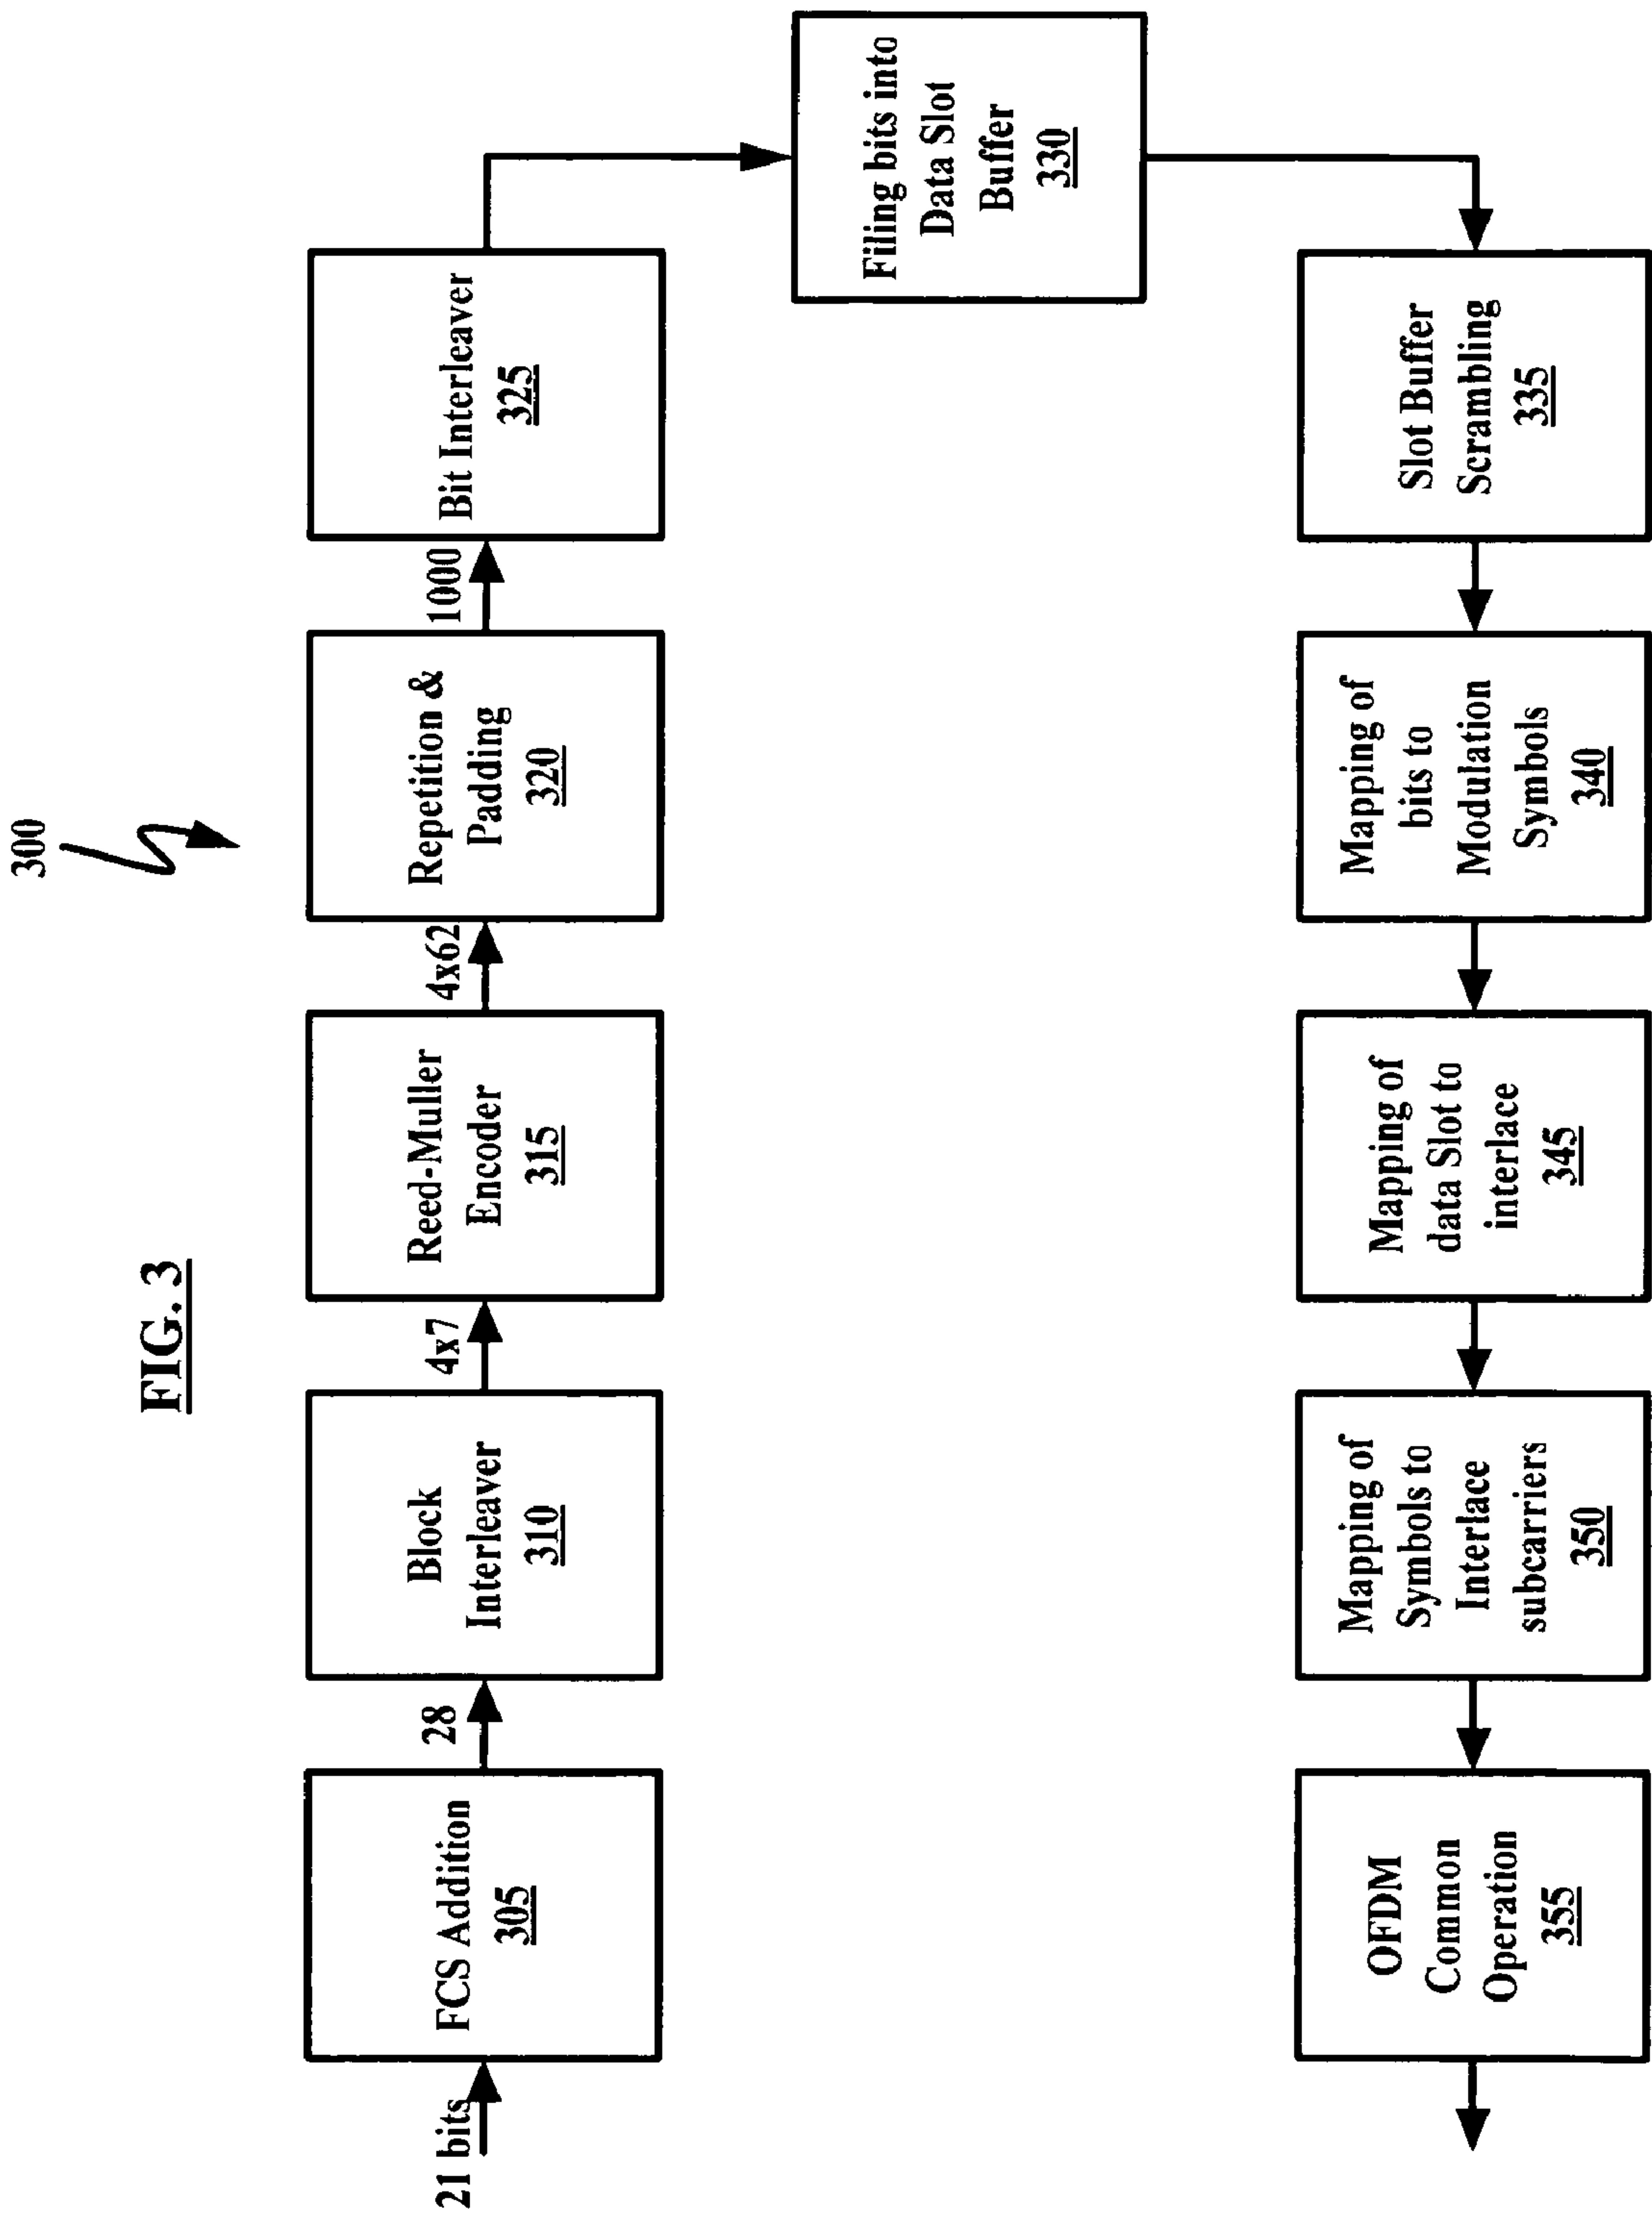 FIG. 3
300
21 bits
FCS Addition
305
28
Block
Interleaver
310
4x7
Reed-Muller
Encoder
315
4x62
Repetition &
Padding
320
1000
Bit Interleaver
325
Filing bits into
Data Slot
Buffer
330
Slot Buffer
Scrambling
335
Mapping of
bits to
Modulation
Symbols
340
Mapping of
data Slot to
interlace
345
Mapping of
Symbols to
Interlace
subcarriers
350
OFDM
Common
Operation
355